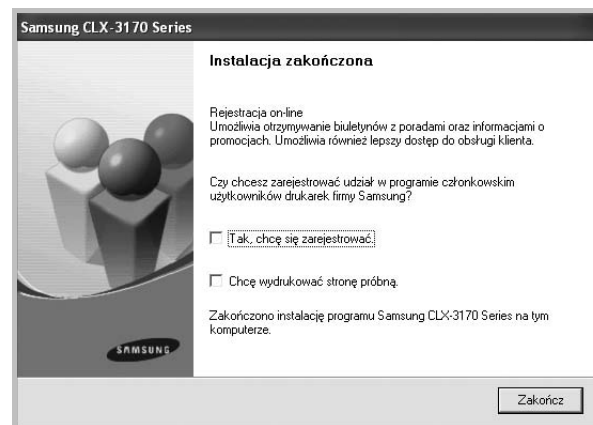 Samsung CLX-3170 Series
Instalacja zakończona
Rejestracja on-line
Umożliwia otrzymywanie biuletynów z poradami oraz informacjami o
promocjach. Umożliwia również lepszy dostęp do obsługi klienta.
Czy chcesz zarejestrować udział w programie członkowskim
użytkowników drukarek firmy Samsung?
Tak, chcę się zarejestrować.
Chcę wydrukować stronę próbną.
Zakończono instalację programu Samsung CLX-3170 Series na tym
komputerze.
SAMSUNG
Zakończ